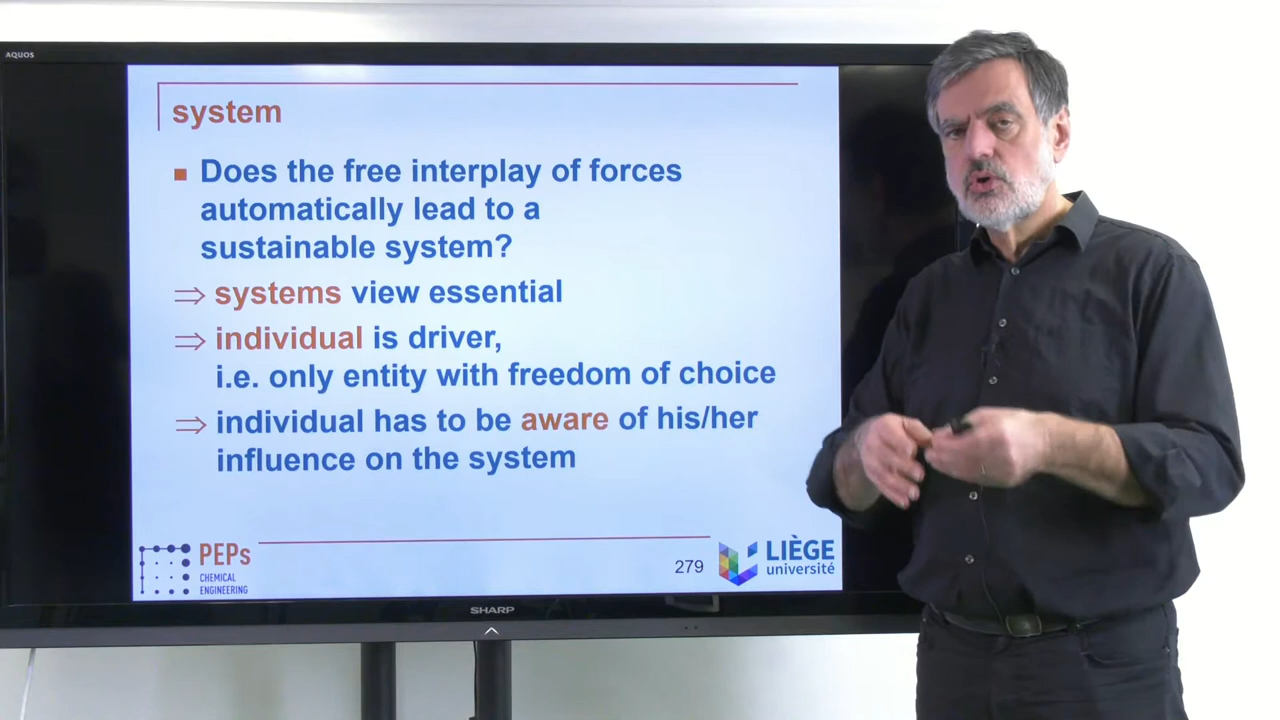 AQUOS
system
Does the free interplay of forces
automatically lead to a
sustainable system?
⇒ systems view essential
⇒ individual is driver,
i.e. only entity with freedom of choice
⇒ individual has to be aware of his/her
influence on the system
PEPs
CHEMICAL
ENGINEERING
279
LIÈGE
université
SHARP